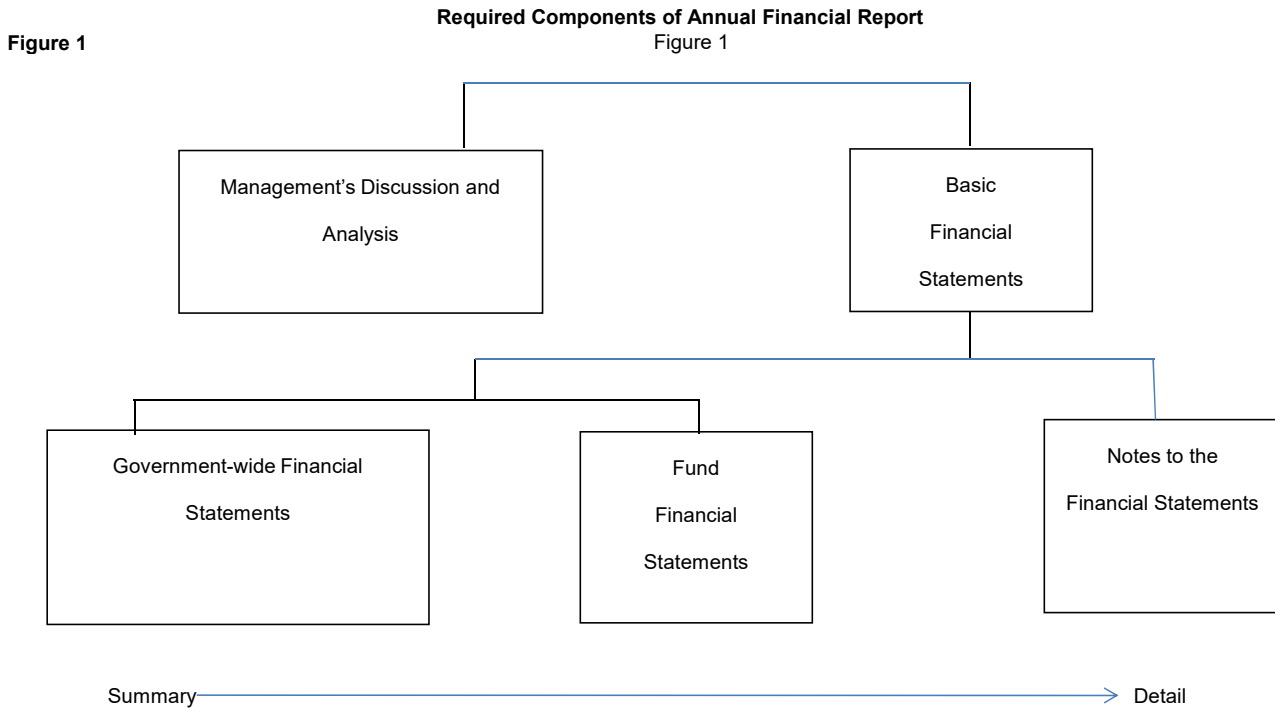 Required Components of Annual Financial Report
Figure 1
Figure 1
Management’s Discussion and
Analysis
Basic
Financial
Statements
Government-wide Financial
Statements
Fund
Financial
Statements
Notes to the
Financial Statements
Summary
Detail